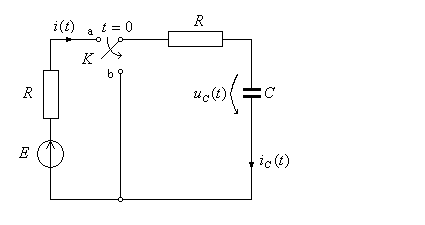 i(t) a t = 0 R
K
b
R u_C(t) C
E i_C(t)